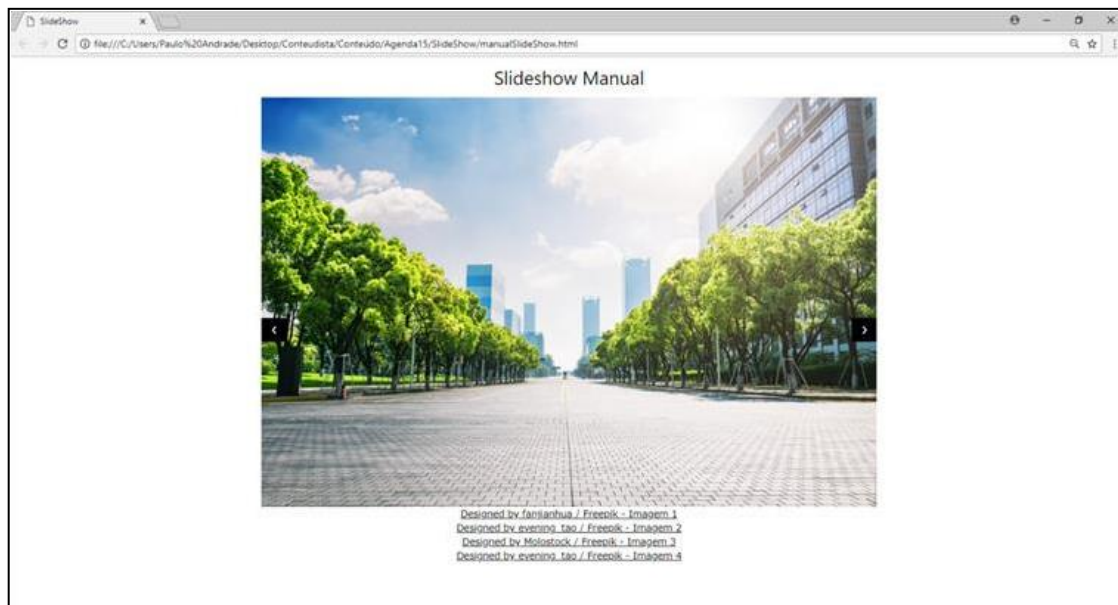 SlideShow
file:///C:/Users/Paulo%20Andrade/Desktop/Conteudista/Conteúdo/Agenda15/SlideShow/manualSlideShow.html
Slideshow Manual
Designed by fanjianhua / Freepik - Imagem 1
Designed by evening_tao / Freepik - Imagem 2
Designed by Molostock / Freepik - Imagem 3
Designed by evening_tao / Freepik - Imagem 4